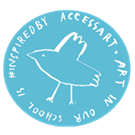 OUR SCHOOL IS #INSPIREDBY ACCESSART. ART IN